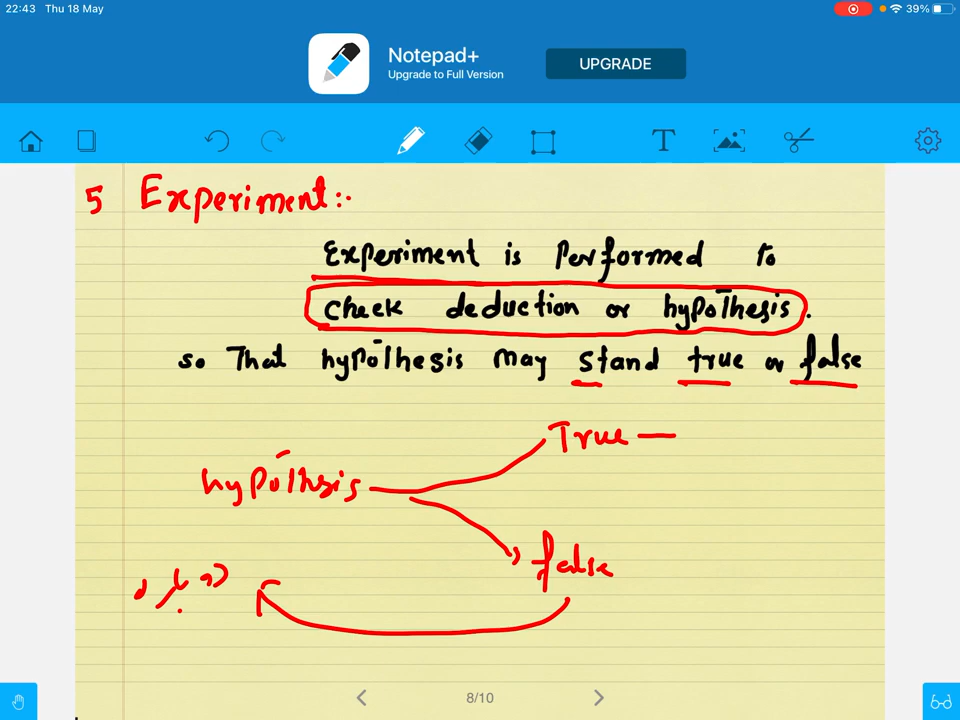 22:43 Thu 18 May
39%
Notepad+
Upgrade to Full Version
UPGRADE
T
5 Experiment:
Experiment is performed to
check deduction or hypothesis.
so that hypothesis may stand true or false
True
hypothesis
false
8/10